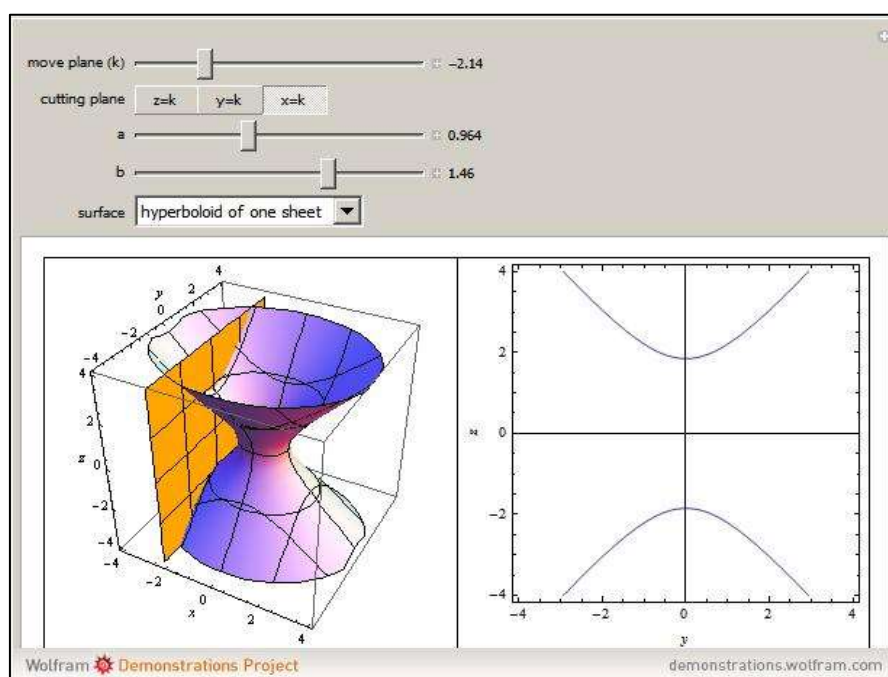 move plane (k) −2.14
cutting plane z=k y=k x=k
a 0.964
b 1.46
surface hyperboloid of one sheet
4
2
y
0
−2
−4
4
2
z
0
−2
−4
−4
−2
x
0
2
4
4
2
z
0
−2
−4
−4 −2 0 2 4
y
Wolfram Demonstrations Project demonstrations.wolfram.com